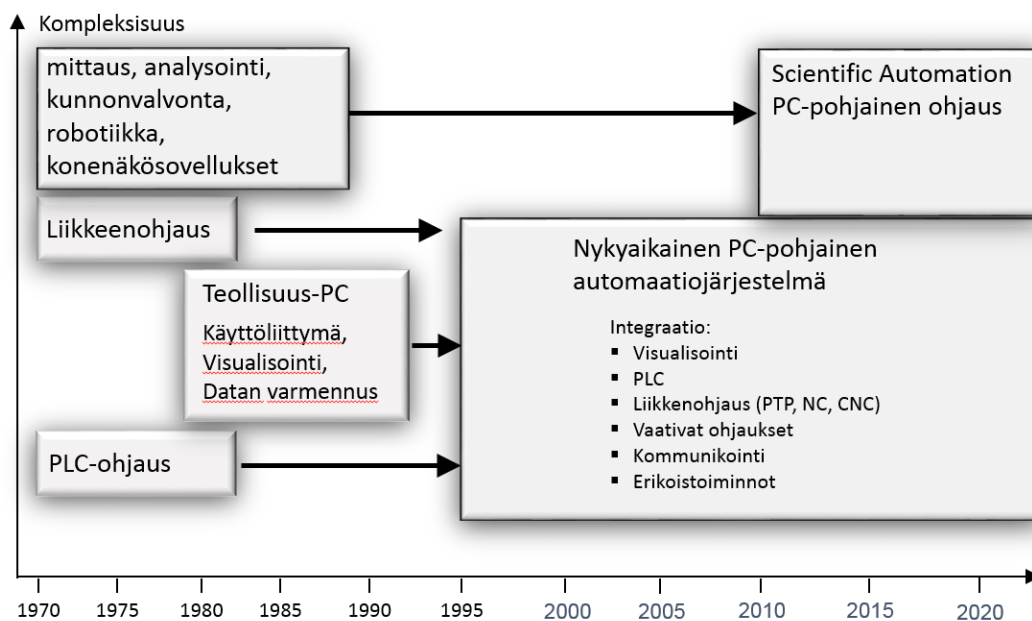 Kompleksisuus
mittaus, analysointi,
kunnonvalvonta,
robotiikka,
konenäkösovellukset
Scientific Automation
PC-pohjainen ohjaus
Liikkeenohjaus
Teollisuus-PC
Käyttöliittymä,
Visualisointi,
Datan varmennus
PLC-ohjaus
Nykyaikainen PC-pohjainen
automaatiojärjestelmä
Integraatio:
▪ Visualisointi
▪ PLC
▪ Liikkenohjaus (PTP, NC, CNC)
▪ Vaativat ohjaukset
▪ Kommunikointi
▪ Erikoistoiminnot
1970 1975 1980 1985 1990 1995 2000 2005 2010 2015 2020